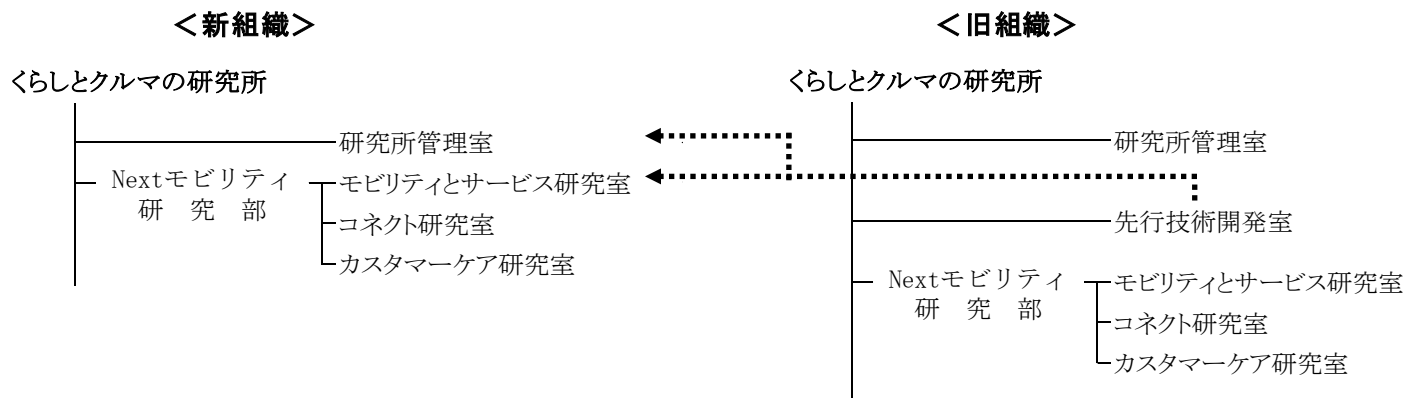 ＜新組織＞
くらしとクルマの研究所
研究所管理室
Nextモビリティ
研究部
モビリティとサービス研究室
コネクト研究室
カスタマーケア研究室
＜旧組織＞
くらしとクルマの研究所
研究所管理室
先行技術開発室
Nextモビリティ
研究部
モビリティとサービス研究室
コネクト研究室
カスタマーケア研究室